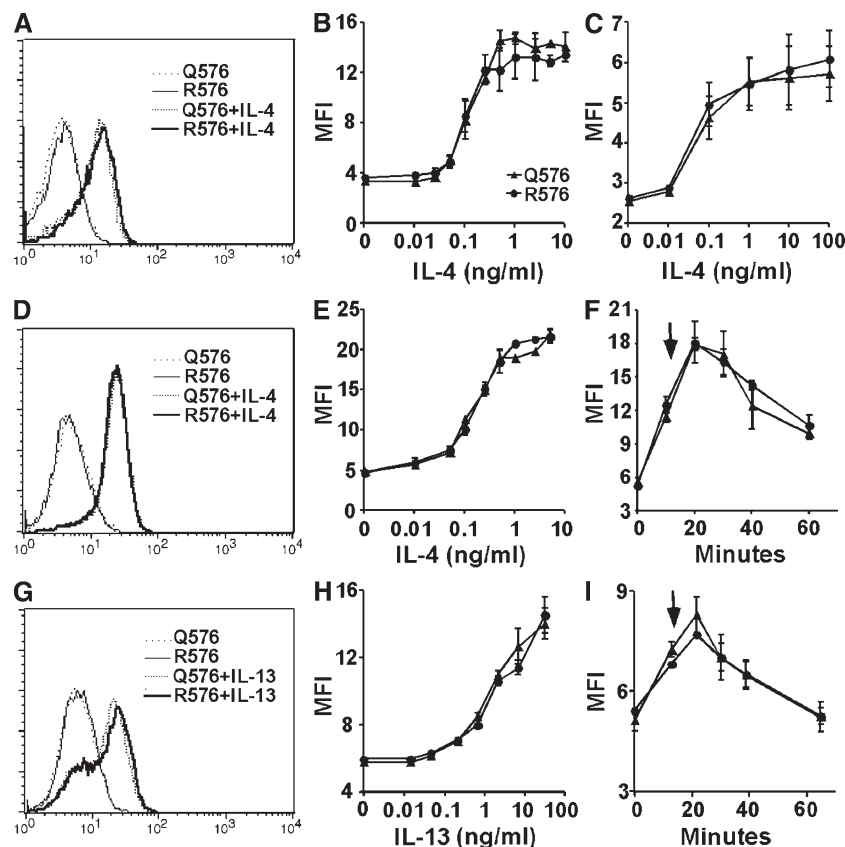 A
Q576
R576
Q576+IL-4
R576+IL-4
10⁰ 10¹ 10² 10³ 10⁴
B
MFI
16
12
8
4
0
Q576
R576
0 0.01 0.1 1 10
IL-4 (ng/ml)
C
MFI
7
6
5
4
3
2
0 0.01 0.1 1 10 100
IL-4 (ng/ml)
D
Q576
R576
Q576+IL-4
R576+IL-4
10⁰ 10¹ 10² 10³ 10⁴
E
MFI
25
20
15
10
5
0
0 0.01 0.1 1 10
IL-4 (ng/ml)
F
MFI
21
18
15
12
9
6
3
0 20 40 60
Minutes
G
Q576
R576
Q576+IL-13
R576+IL-13
10⁰ 10¹ 10² 10³ 10⁴
H
MFI
16
12
8
4
0 0.01 0.1 1 10 100
IL-13 (ng/ml)
I
MFI
9
6
3
0 20 40 60
Minutes